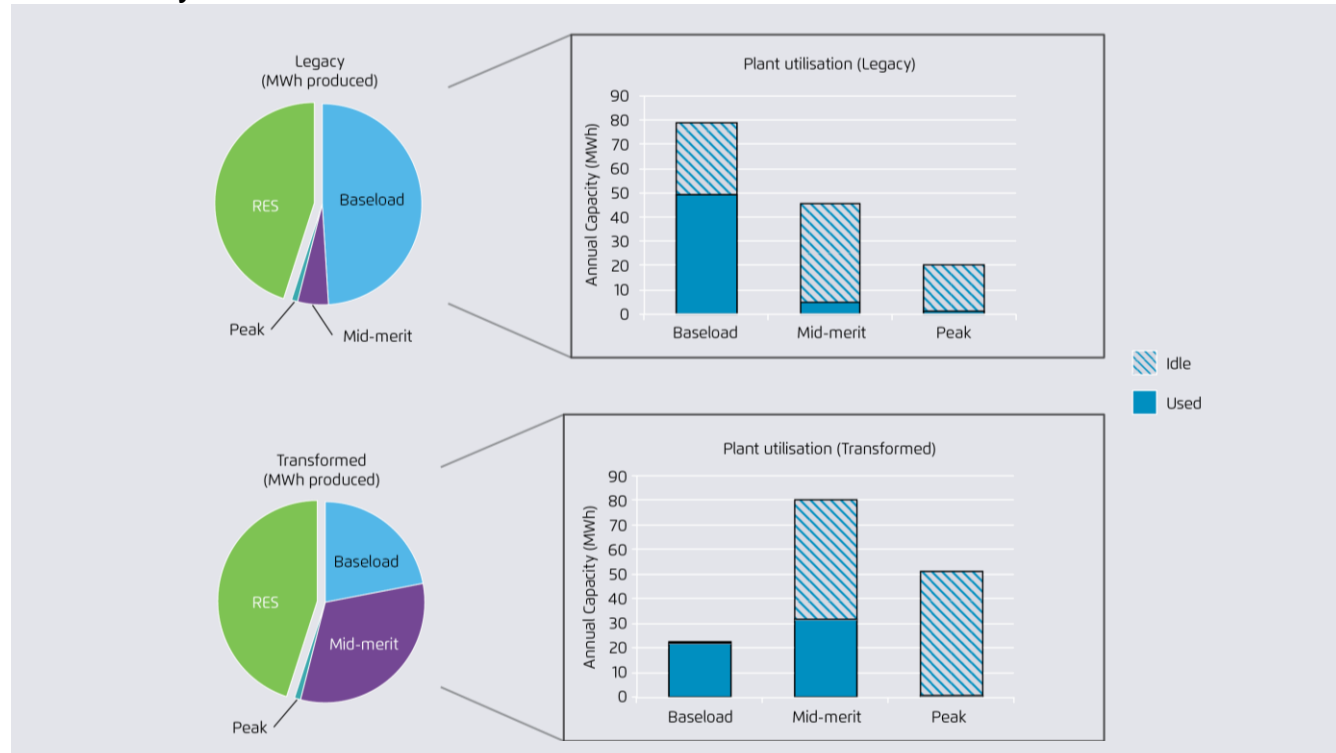 Legacy
(MWh produced)
RES
Baseload
Peak
Mid-merit
Plant utilisation (Legacy)
Annual Capacity (MWh)
90
80
70
60
50
40
30
20
10
0
Baseload
Mid-merit
Peak
Idle
Used
Transformed
(MWh produced)
RES
Baseload
Mid-merit
Peak
Plant utilisation (Transformed)
Annual Capacity (MWh)
90
80
70
60
50
40
30
20
10
0
Baseload
Mid-merit
Peak